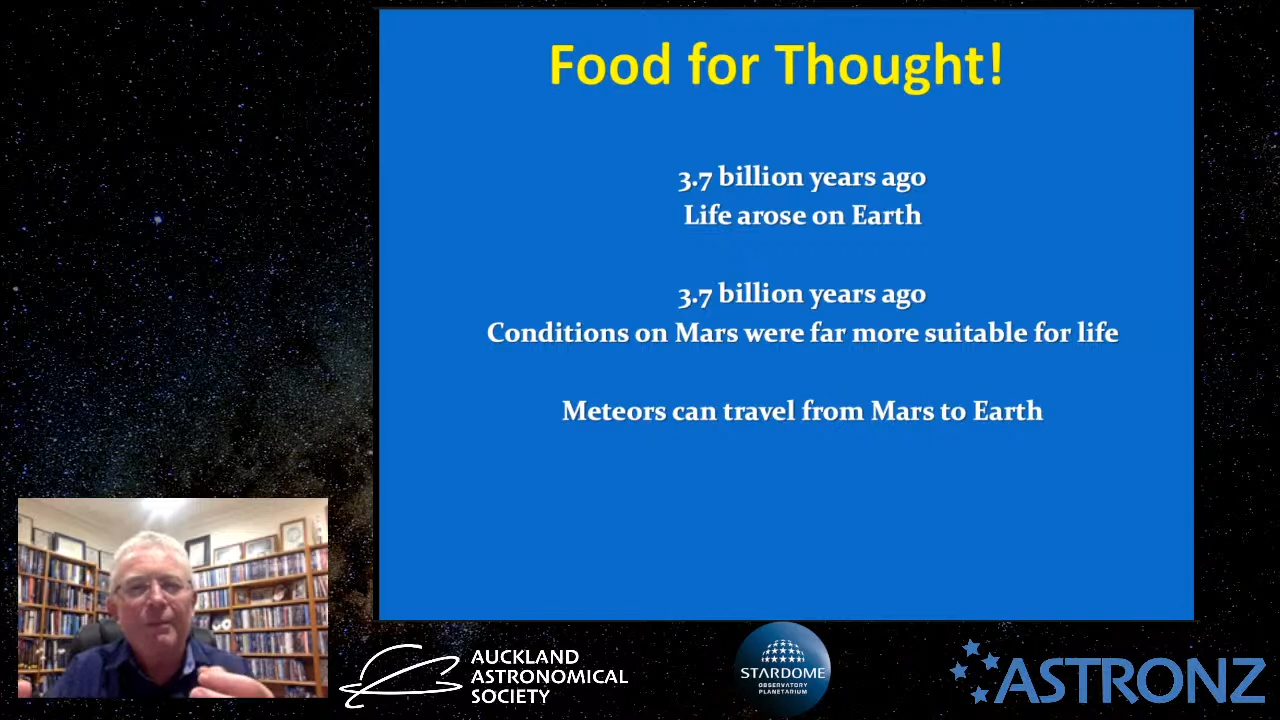 Food for Thought!
3.7 billion years ago
Life arose on Earth
3.7 billion years ago
Conditions on Mars were far more suitable for life
Meteors can travel from Mars to Earth
AUCKLAND
ASTRONOMICAL
SOCIETY
STARDOME
OBSERVATORY
PLANETARIUM
ASTRONZ